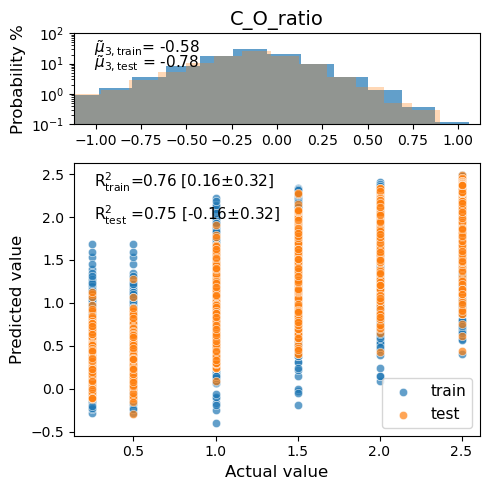 C_O_ratio
Probability %
10²
10¹
10⁰
10⁻¹
μ̃₃,train= -0.58
μ̃₃,test = -0.78
−1.00 −0.75 −0.50 −0.25 0.00 0.25 0.50 0.75 1.00
Predicted value
2.5
2.0
1.5
1.0
0.5
0.0
−0.5
R²train=0.76 [0.16±0.32]
R²test =0.75 [-0.16±0.32]
train
test
0.5 1.0 1.5 2.0 2.5
Actual value